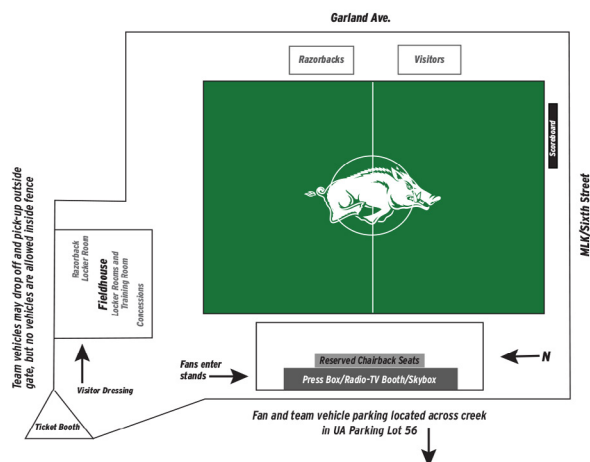 Garland Ave.
Razorbacks
Visitors
Scoreboard
MLK/Sixth Street
Team vehicles may drop off and pick-up outside
gate, but no vehicles are allowed inside fence
Razorback
Locker Room
Fieldhouse
Locker Rooms and
Training Room
Concessions
Visitor Dressing
Ticket Booth
Fans enter
stands
Reserved Chairback Seats
Press Box/Radio-TV Booth/Skybox
N
Fan and team vehicle parking located across creek
in UA Parking Lot 56